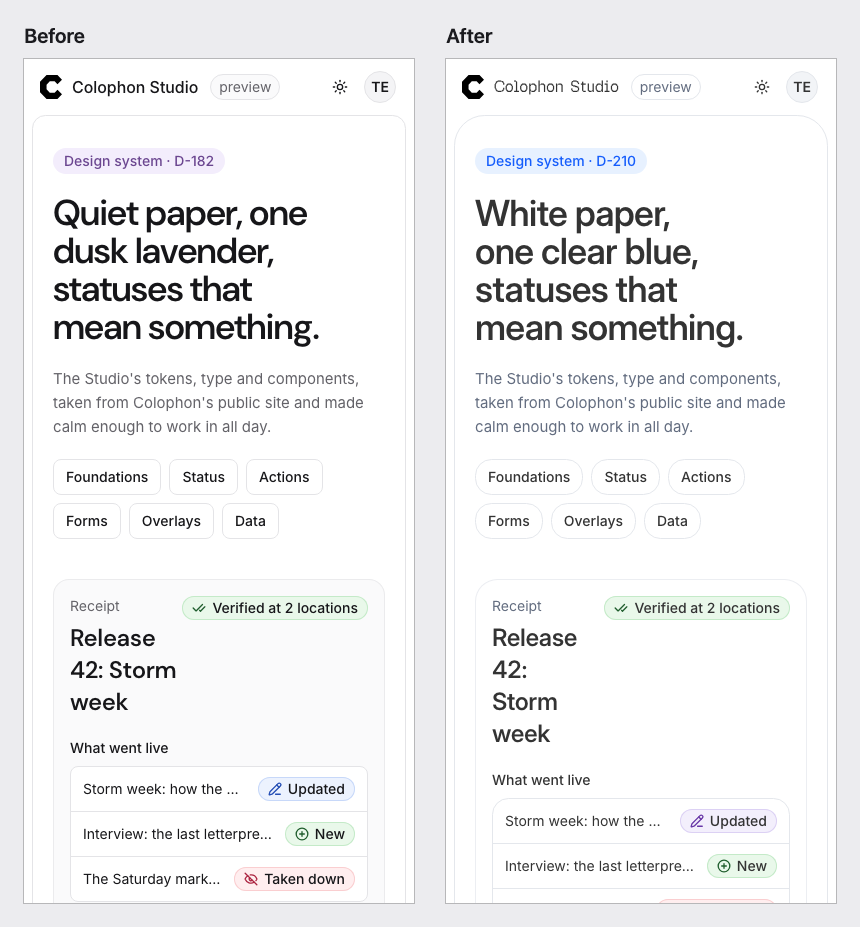 Before
Colophon Studio
preview
TE
Design system · D-182
Quiet paper, one
dusk lavender,
statuses that
mean something.
The Studio's tokens, type and components,
taken from Colophon's public site and made
calm enough to work in all day.
Foundations
Status
Actions
Forms
Overlays
Data
Receipt
Verified at 2 locations
Release
42: Storm
week
What went live
Storm week: how the ...
Updated
Interview: the last letterpre...
New
The Saturday mark...
Taken down
After
Colophon Studio
preview
TE
Design system · D-210
White paper,
one clear blue,
statuses that
mean something.
The Studio's tokens, type and components,
taken from Colophon's public site and made
calm enough to work in all day.
Foundations
Status
Actions
Forms
Overlays
Data
Receipt
Verified at 2 locations
Release
42:
Storm
week
What went live
Storm week: how the ...
Updated
Interview: the last letterpre...
New